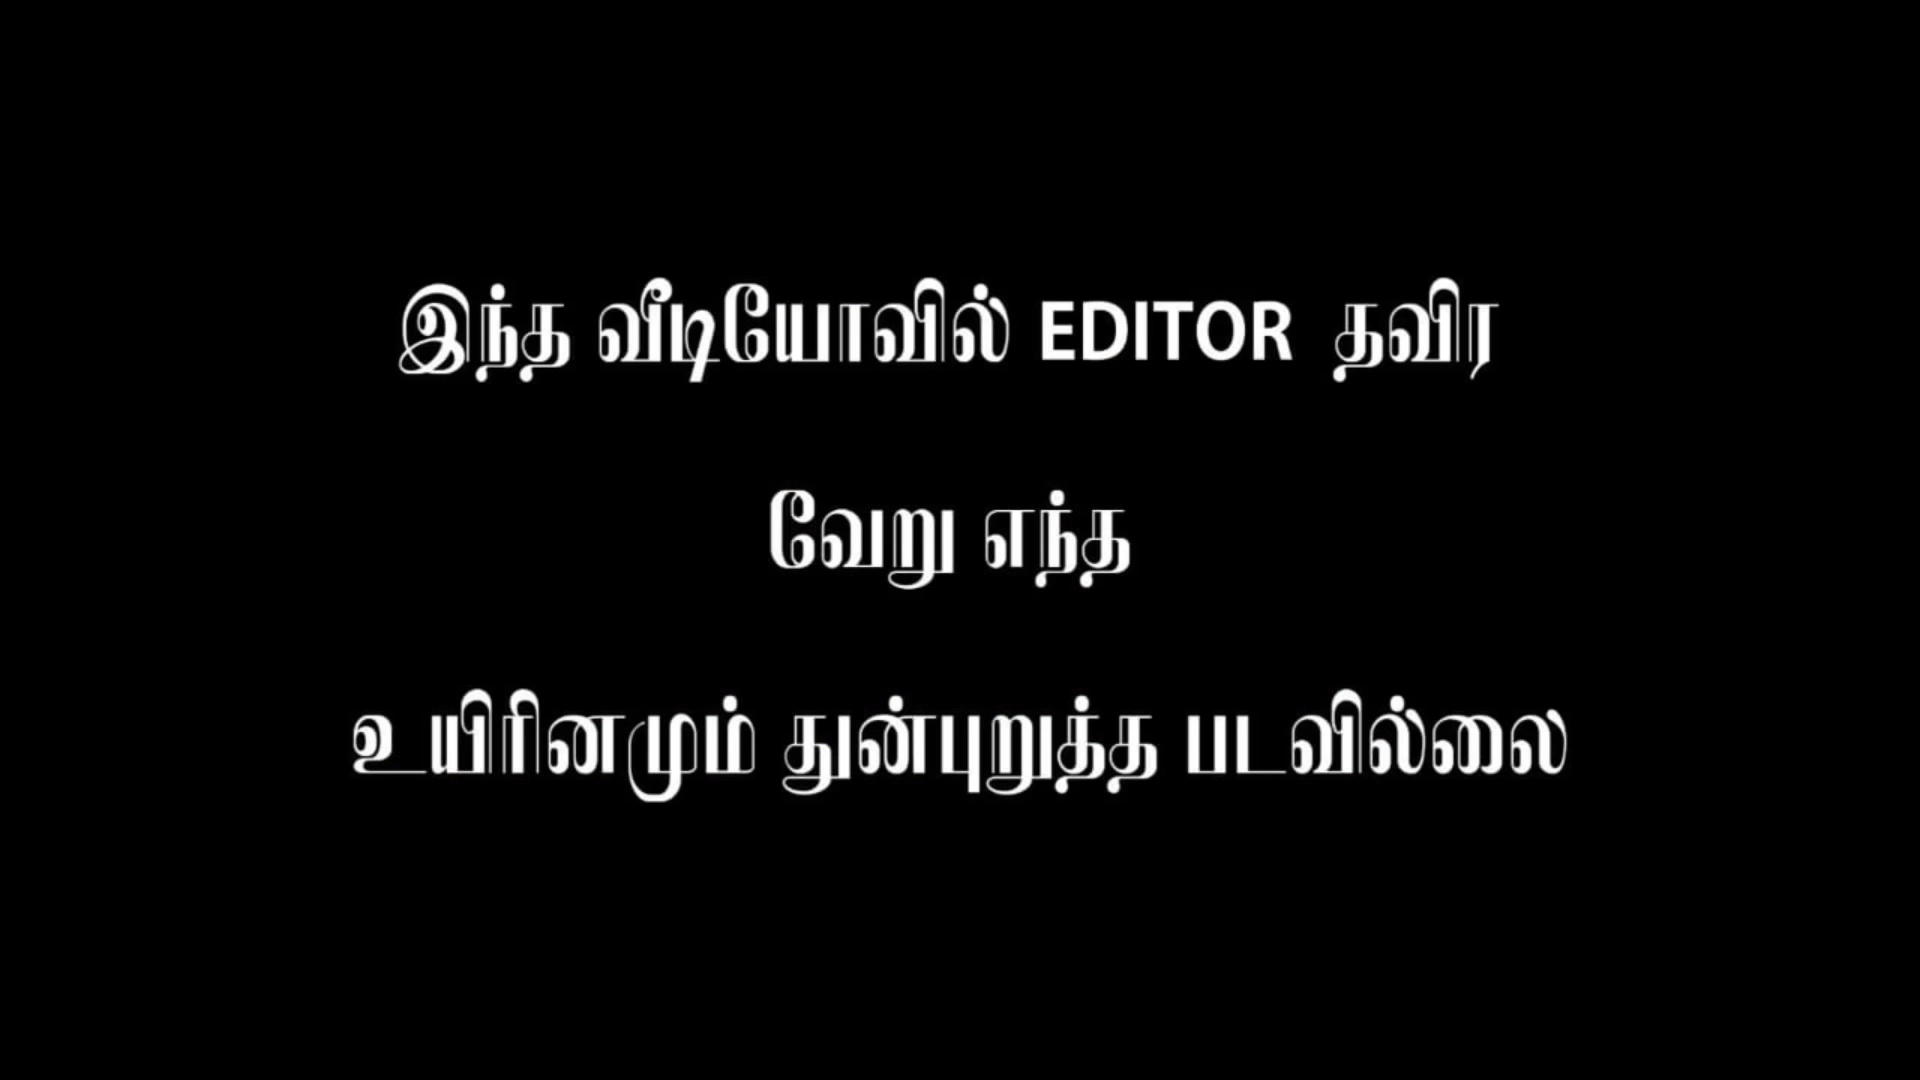 இந்த வீடியோவில் EDITOR தவிர
வேறு எந்த
உயிரினமும் துன்புறுத்த படவில்லை